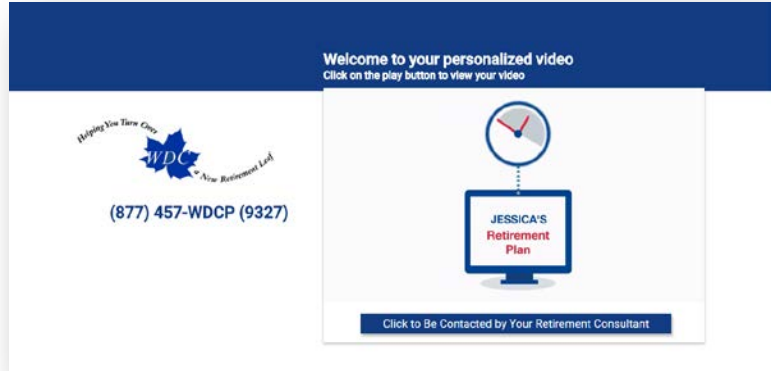 Welcome to your personalized video
Click on the play button to view your video
Helping You Turn Over
WDC
a New Retirement Leaf
(877) 457-WDCP (9327)
JESSICA'S
Retirement
Plan
Click to Be Contacted by Your Retirement Consultant